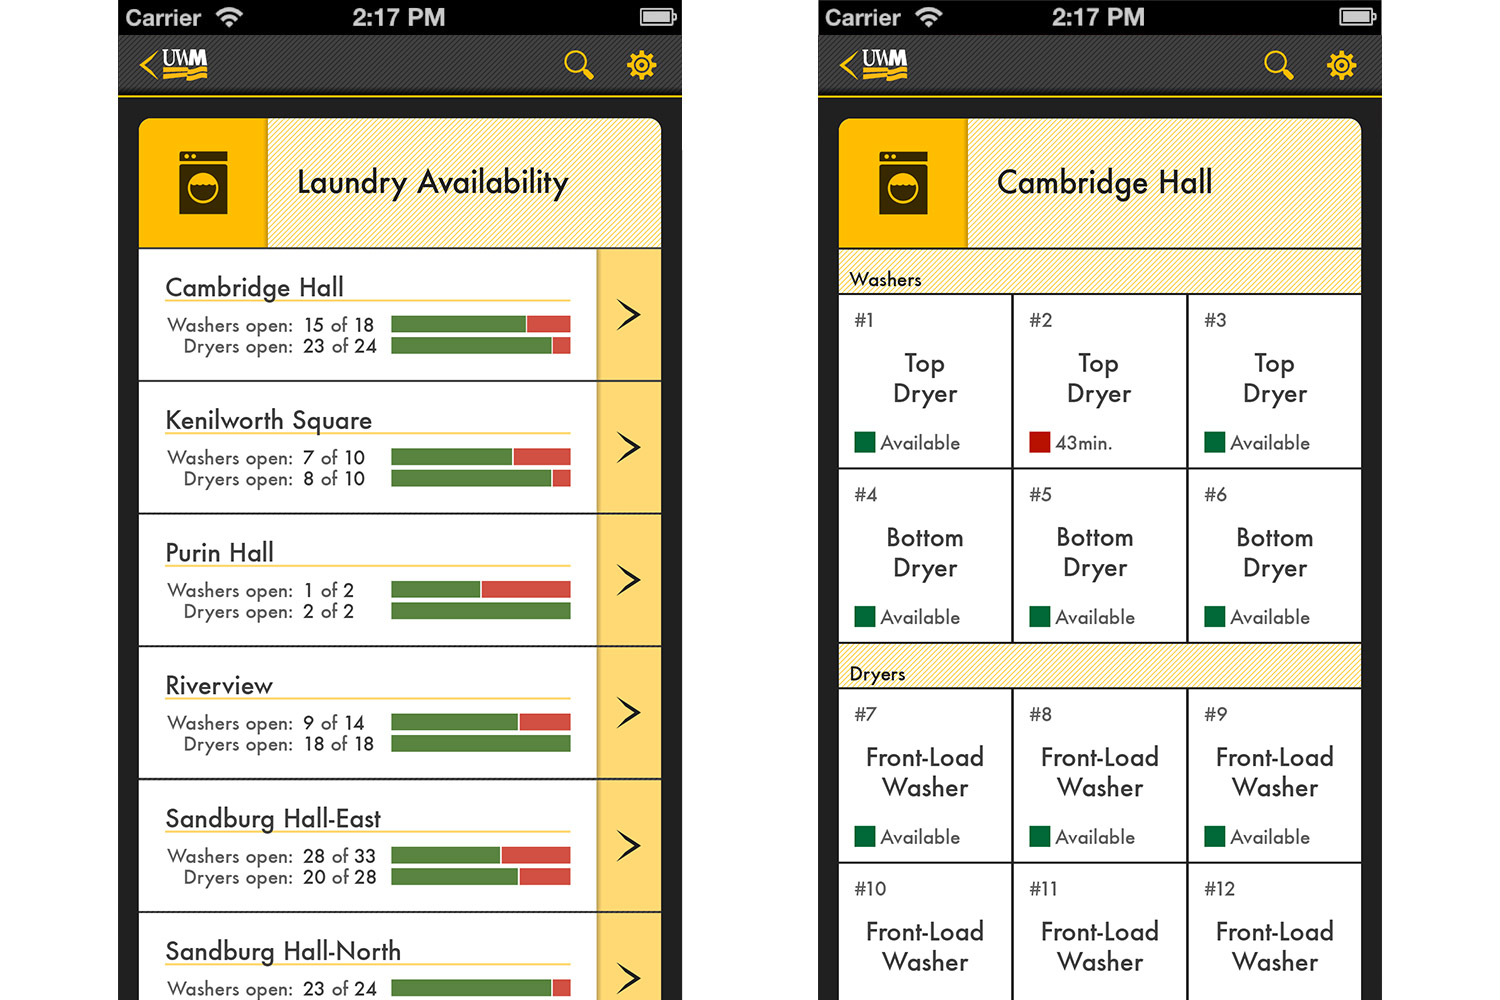 Carrier 2:17 PM
UWM
Laundry Availability
Cambridge Hall
Washers open: 15 of 18
Dryers open: 23 of 24
Kenilworth Square
Washers open: 7 of 10
Dryers open: 8 of 10
Purin Hall
Washers open: 1 of 2
Dryers open: 2 of 2
Riverview
Washers open: 9 of 14
Dryers open: 18 of 18
Sandburg Hall-East
Washers open: 28 of 33
Dryers open: 20 of 28
Sandburg Hall-North
Washers open: 23 of 24
Carrier 2:17 PM
UWM
Cambridge Hall
Washers
#1 #2 #3
Top Top Top
Dryer Dryer Dryer
Available 43min. Available
#4 #5 #6
Bottom Bottom Bottom
Dryer Dryer Dryer
Available Available Available
Dryers
#7 #8 #9
Front-Load Front-Load Front-Load
Washer Washer Washer
Available Available Available
#10 #11 #12
Front-Load Front-Load Front-Load
Washer Washer Washer